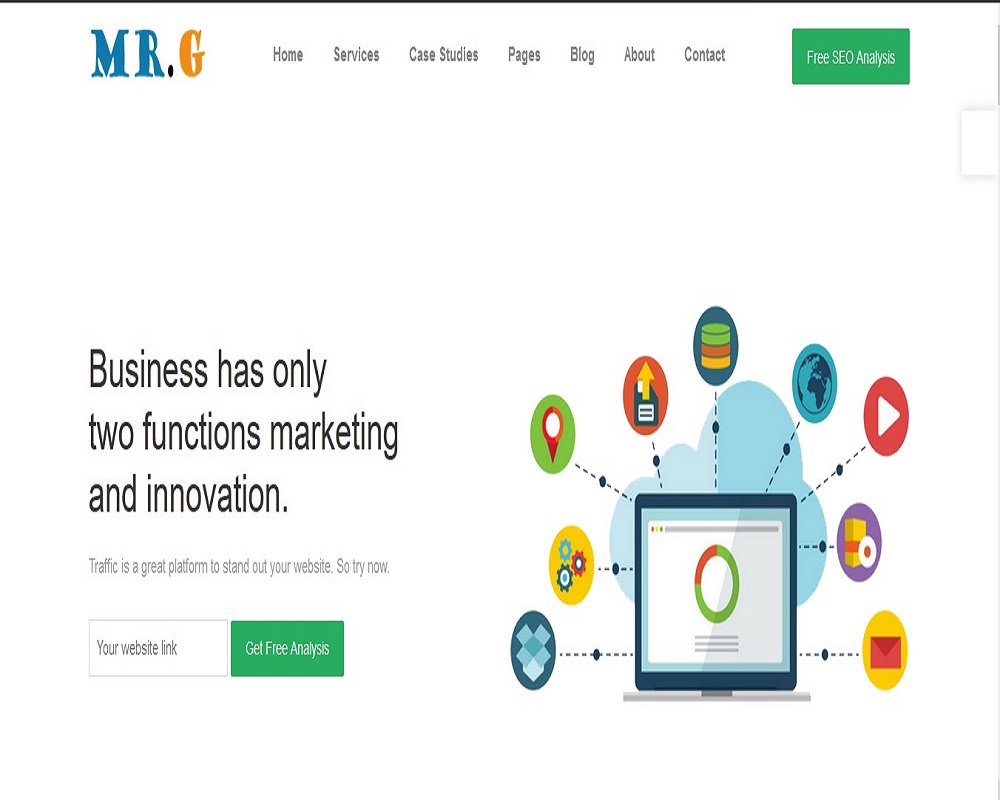 MR.G
Home Services Case Studies Pages Blog About Contact
Free SEO Analysis
Business has only
two functions marketing
and innovation.
Traffic is a great platform to stand out your website. So try now.
Your website link
Get Free Analysis